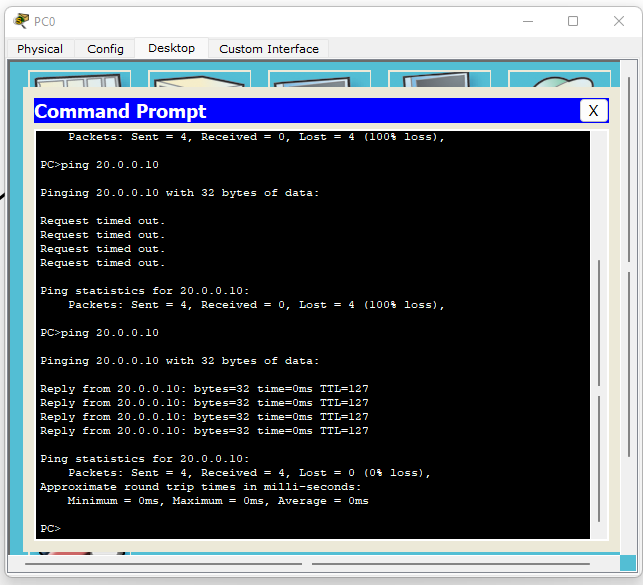 PC0
Physical Config Desktop Custom Interface
Command Prompt X
Packets: Sent = 4, Received = 0, Lost = 4 (100% loss),
PC>ping 20.0.0.10
Pinging 20.0.0.10 with 32 bytes of data:
Request timed out.
Request timed out.
Request timed out.
Request timed out.
Ping statistics for 20.0.0.10:
Packets: Sent = 4, Received = 0, Lost = 4 (100% loss),
PC>ping 20.0.0.10
Pinging 20.0.0.10 with 32 bytes of data:
Reply from 20.0.0.10: bytes=32 time=0ms TTL=127
Reply from 20.0.0.10: bytes=32 time=0ms TTL=127
Reply from 20.0.0.10: bytes=32 time=0ms TTL=127
Reply from 20.0.0.10: bytes=32 time=0ms TTL=127
Ping statistics for 20.0.0.10:
Packets: Sent = 4, Received = 4, Lost = 0 (0% loss),
Approximate round trip times in milli-seconds:
Minimum = 0ms, Maximum = 0ms, Average = 0ms
PC>